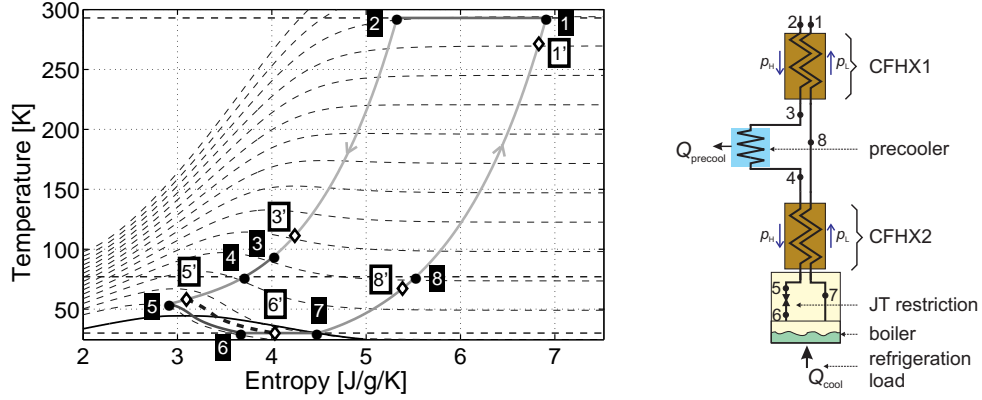 300
250
200
150
100
50
2
3
4
5
6
7
Temperature [K]
Entropy [J/g/K]
2
1
1'
3'
3
4
5'
8'
8
5
6'
7
6
2
1
pH
pL
CFHX1
3
8
Qprecool
precooler
4
pH
pL
CFHX2
5
7
6
JT restriction
boiler
Qcool
refrigeration
load